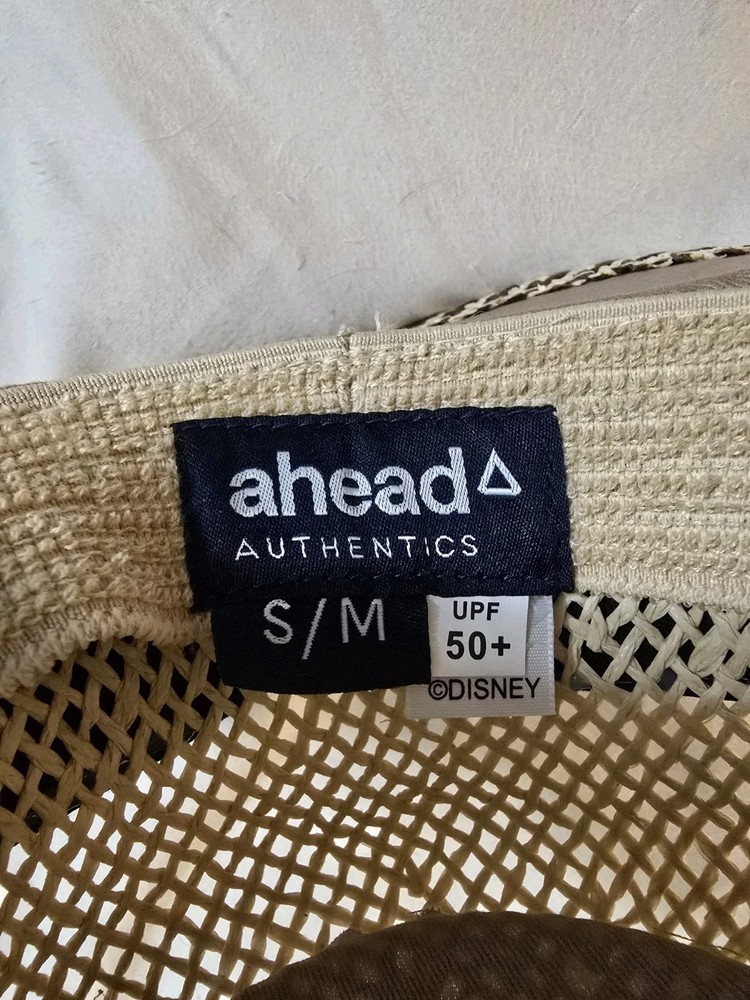 ahead
AUTHENTICS
S/M
UPF
50+
©DISNEY